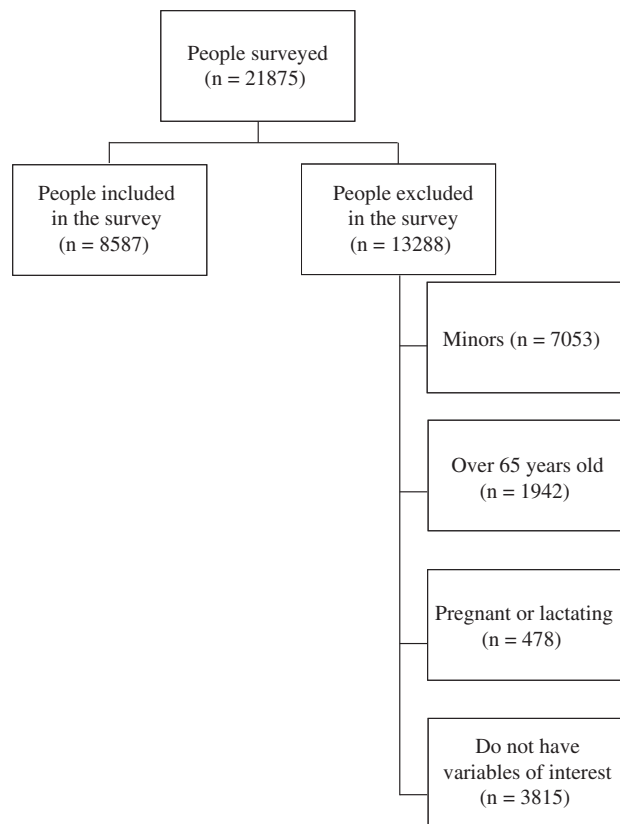 People surveyed
(n = 21875)
People included
in the survey
(n = 8587)
People excluded
in the survey
(n = 13288)
Minors (n = 7053)
Over 65 years old
(n = 1942)
Pregnant or lactating
(n = 478)
Do not have
variables of interest
(n = 3815)